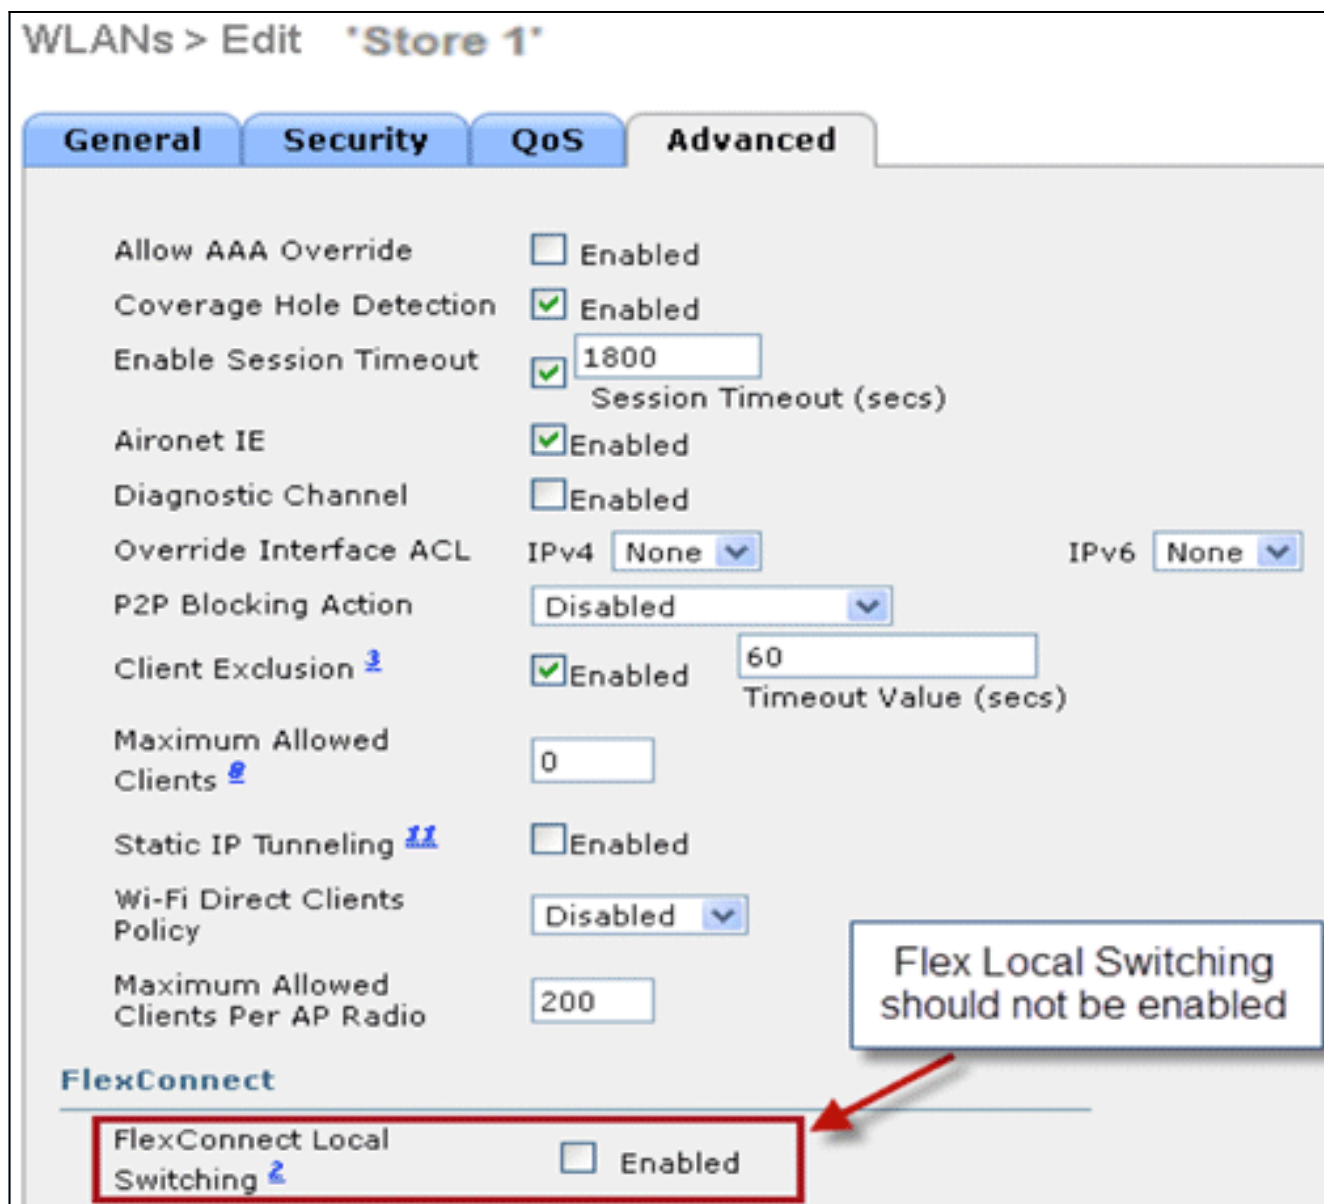 WLANs > Edit 'Store 1'
General Security QoS Advanced
Allow AAA Override Enabled
Coverage Hole Detection Enabled
Enable Session Timeout 1800
Session Timeout (secs)
Aironet IE Enabled
Diagnostic Channel Enabled
Override Interface ACL IPv4 None IPv6 None
P2P Blocking Action Disabled
Client Exclusion 3 Enabled 60
Timeout Value (secs)
Maximum Allowed
Clients 8 0
Static IP Tunneling 11 Enabled
Wi-Fi Direct Clients
Policy Disabled
Maximum Allowed
Clients Per AP Radio 200
Flex Local Switching
should not be enabled
FlexConnect
FlexConnect Local
Switching 2 Enabled